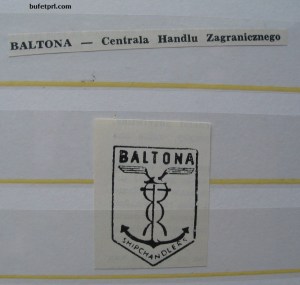 bufetprl.com
BALTONA — Centrala Handlu Zagranicznego
BALTONA
SHIPCHANDLERS